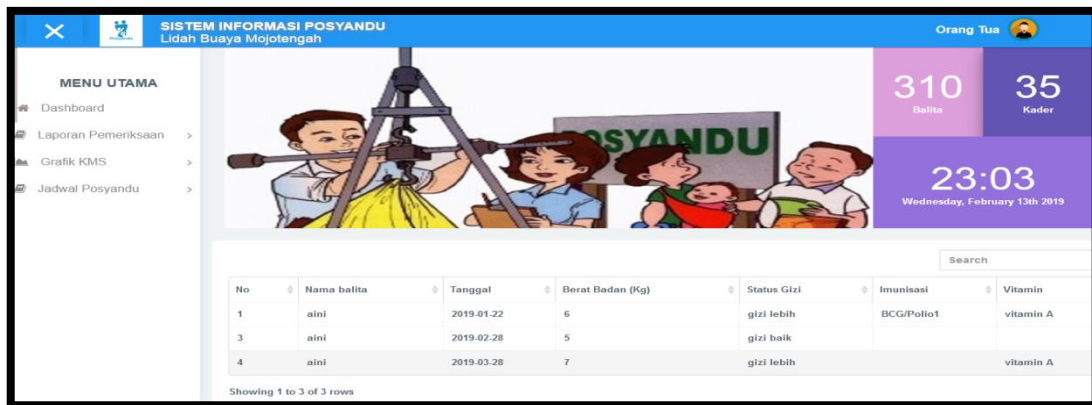 SISTEM INFORMASI POSYANDU
Lidah Buaya Mojotengah
Orang Tua
MENU UTAMA
Dashboard
Laporan Pemeriksaan >
Grafik KMS >
Jadwal Posyandu >
POSYANDU
310
Balita
35
Kader
23:03
Wednesday, February 13th 2019
Search
No Nama balita Tanggal Berat Badan (Kg) Status Gizi Imunisasi Vitamin
1 aini 2019-01-22 6 gizi lebih BCG/Polio1 vitamin A
3 aini 2019-02-28 5 gizi baik
4 aini 2019-03-28 7 gizi lebih vitamin A
Showing 1 to 3 of 3 rows